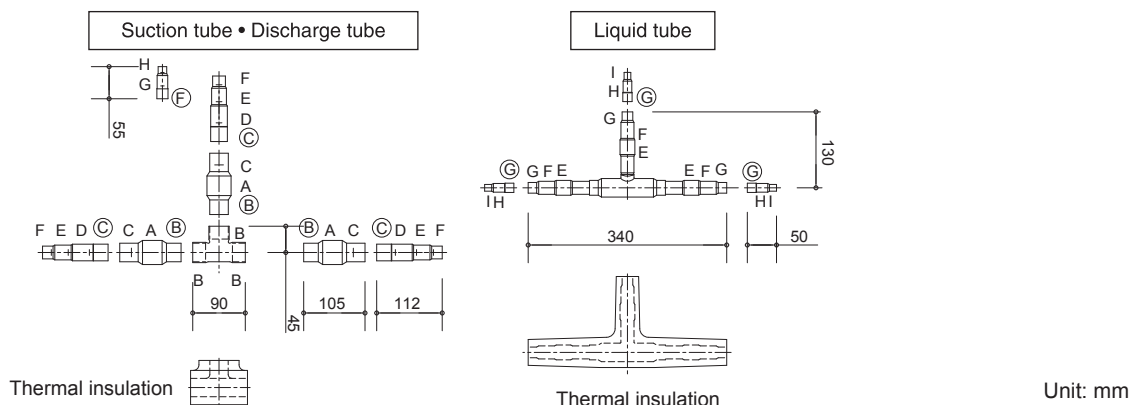 Suction tube • Discharge tube
H
G Ⓕ
55
F
E
D
Ⓒ
C
A
Ⓑ
F E D Ⓒ C A Ⓑ
B
Ⓑ A C Ⓒ D E F
B B
90
45
105
112
Thermal insulation
Liquid tube
I
H Ⓖ
G
F
E
130
Ⓖ G F E
I H
E F G Ⓖ
H I
340
50
Thermal insulation
Unit: mm